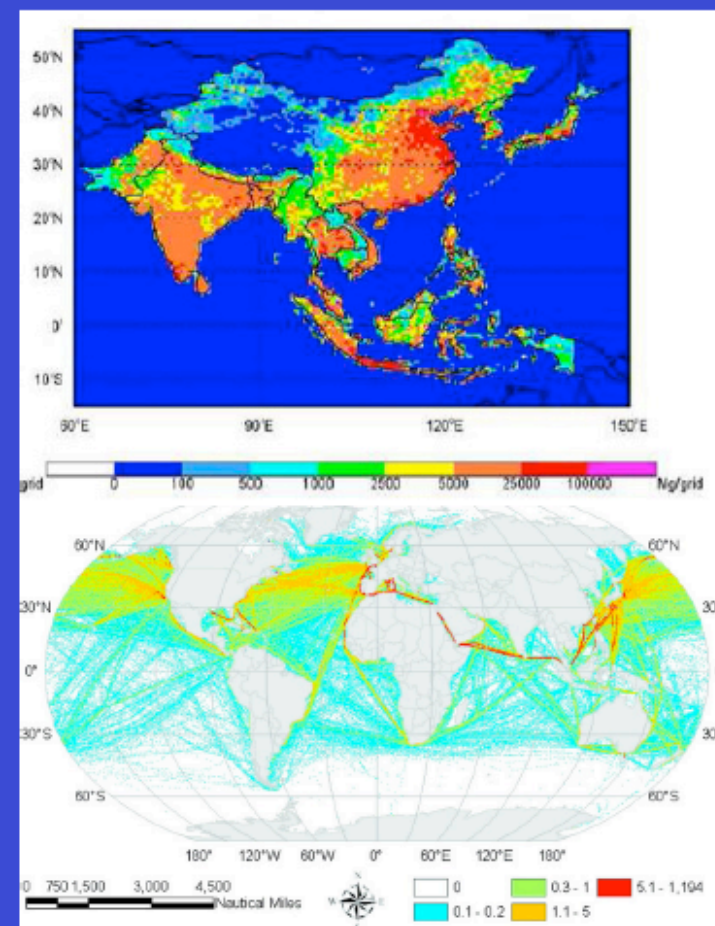 50°N
40°N
30°N
20°N
10°N
0°
10°S
60°E 90°E 120°E 150°E
grid 0 100 500 1000 2500 5000 25000 100000 Ng/grid
60°N 60°N
30°N 30°N
0° 0°
30°S 30
60°S 60°S
180° 120°W 60°W 0° 60°E 120°E 180°
0 750 1,500 3,000 4,500
Nautical Miles
N
W E
0 0.3 - 1 5.1 - 1,194
0.1 - 0.2 1.1 - 5